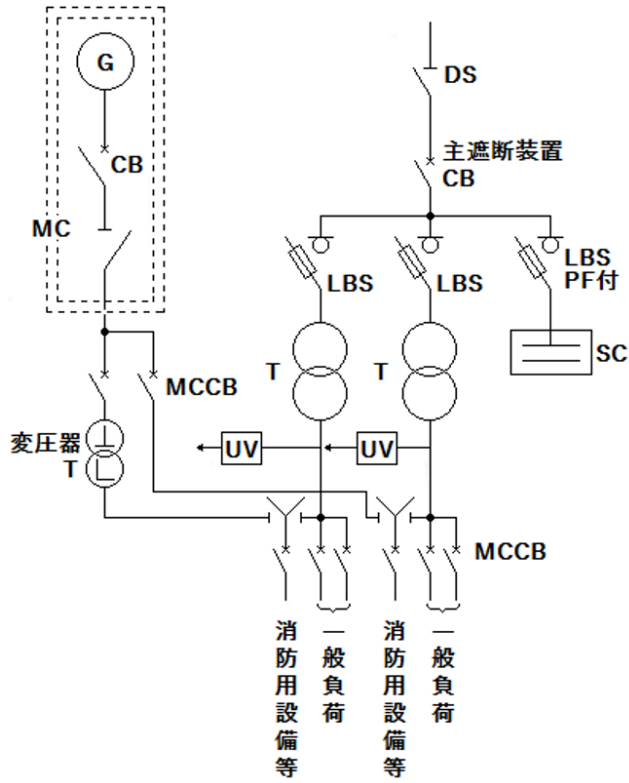 G
CB
MC
DS
主遮断装置
CB
LBS
LBS
LBS
PF付
T
T
SC
MCCB
変圧器
T
UV
UV
MCCB
消防用設備等
一般負荷
消防用設備等
一般負荷